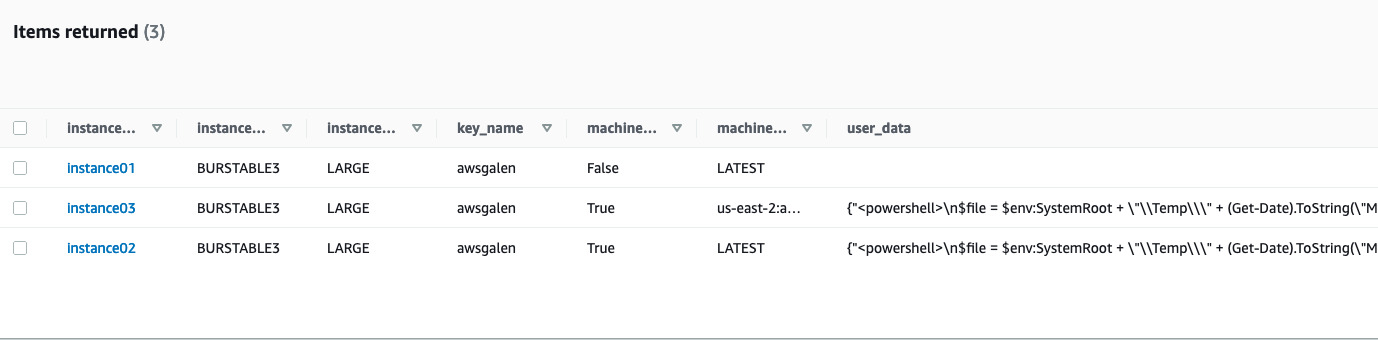 Items returned (3)
instance... instance... instance... key_name machine... machine... user_data
instance01 BURSTABLE3 LARGE awsgalen False LATEST
instance03 BURSTABLE3 LARGE awsgalen True us-east-2:a... {"<powershell>\n$file = $env:SystemRoot + \"\\Temp\\\" + (Get-Date).ToString(\"M
instance02 BURSTABLE3 LARGE awsgalen True LATEST {"<powershell>\n$file = $env:SystemRoot + \"\\Temp\\\" + (Get-Date).ToString(\"M